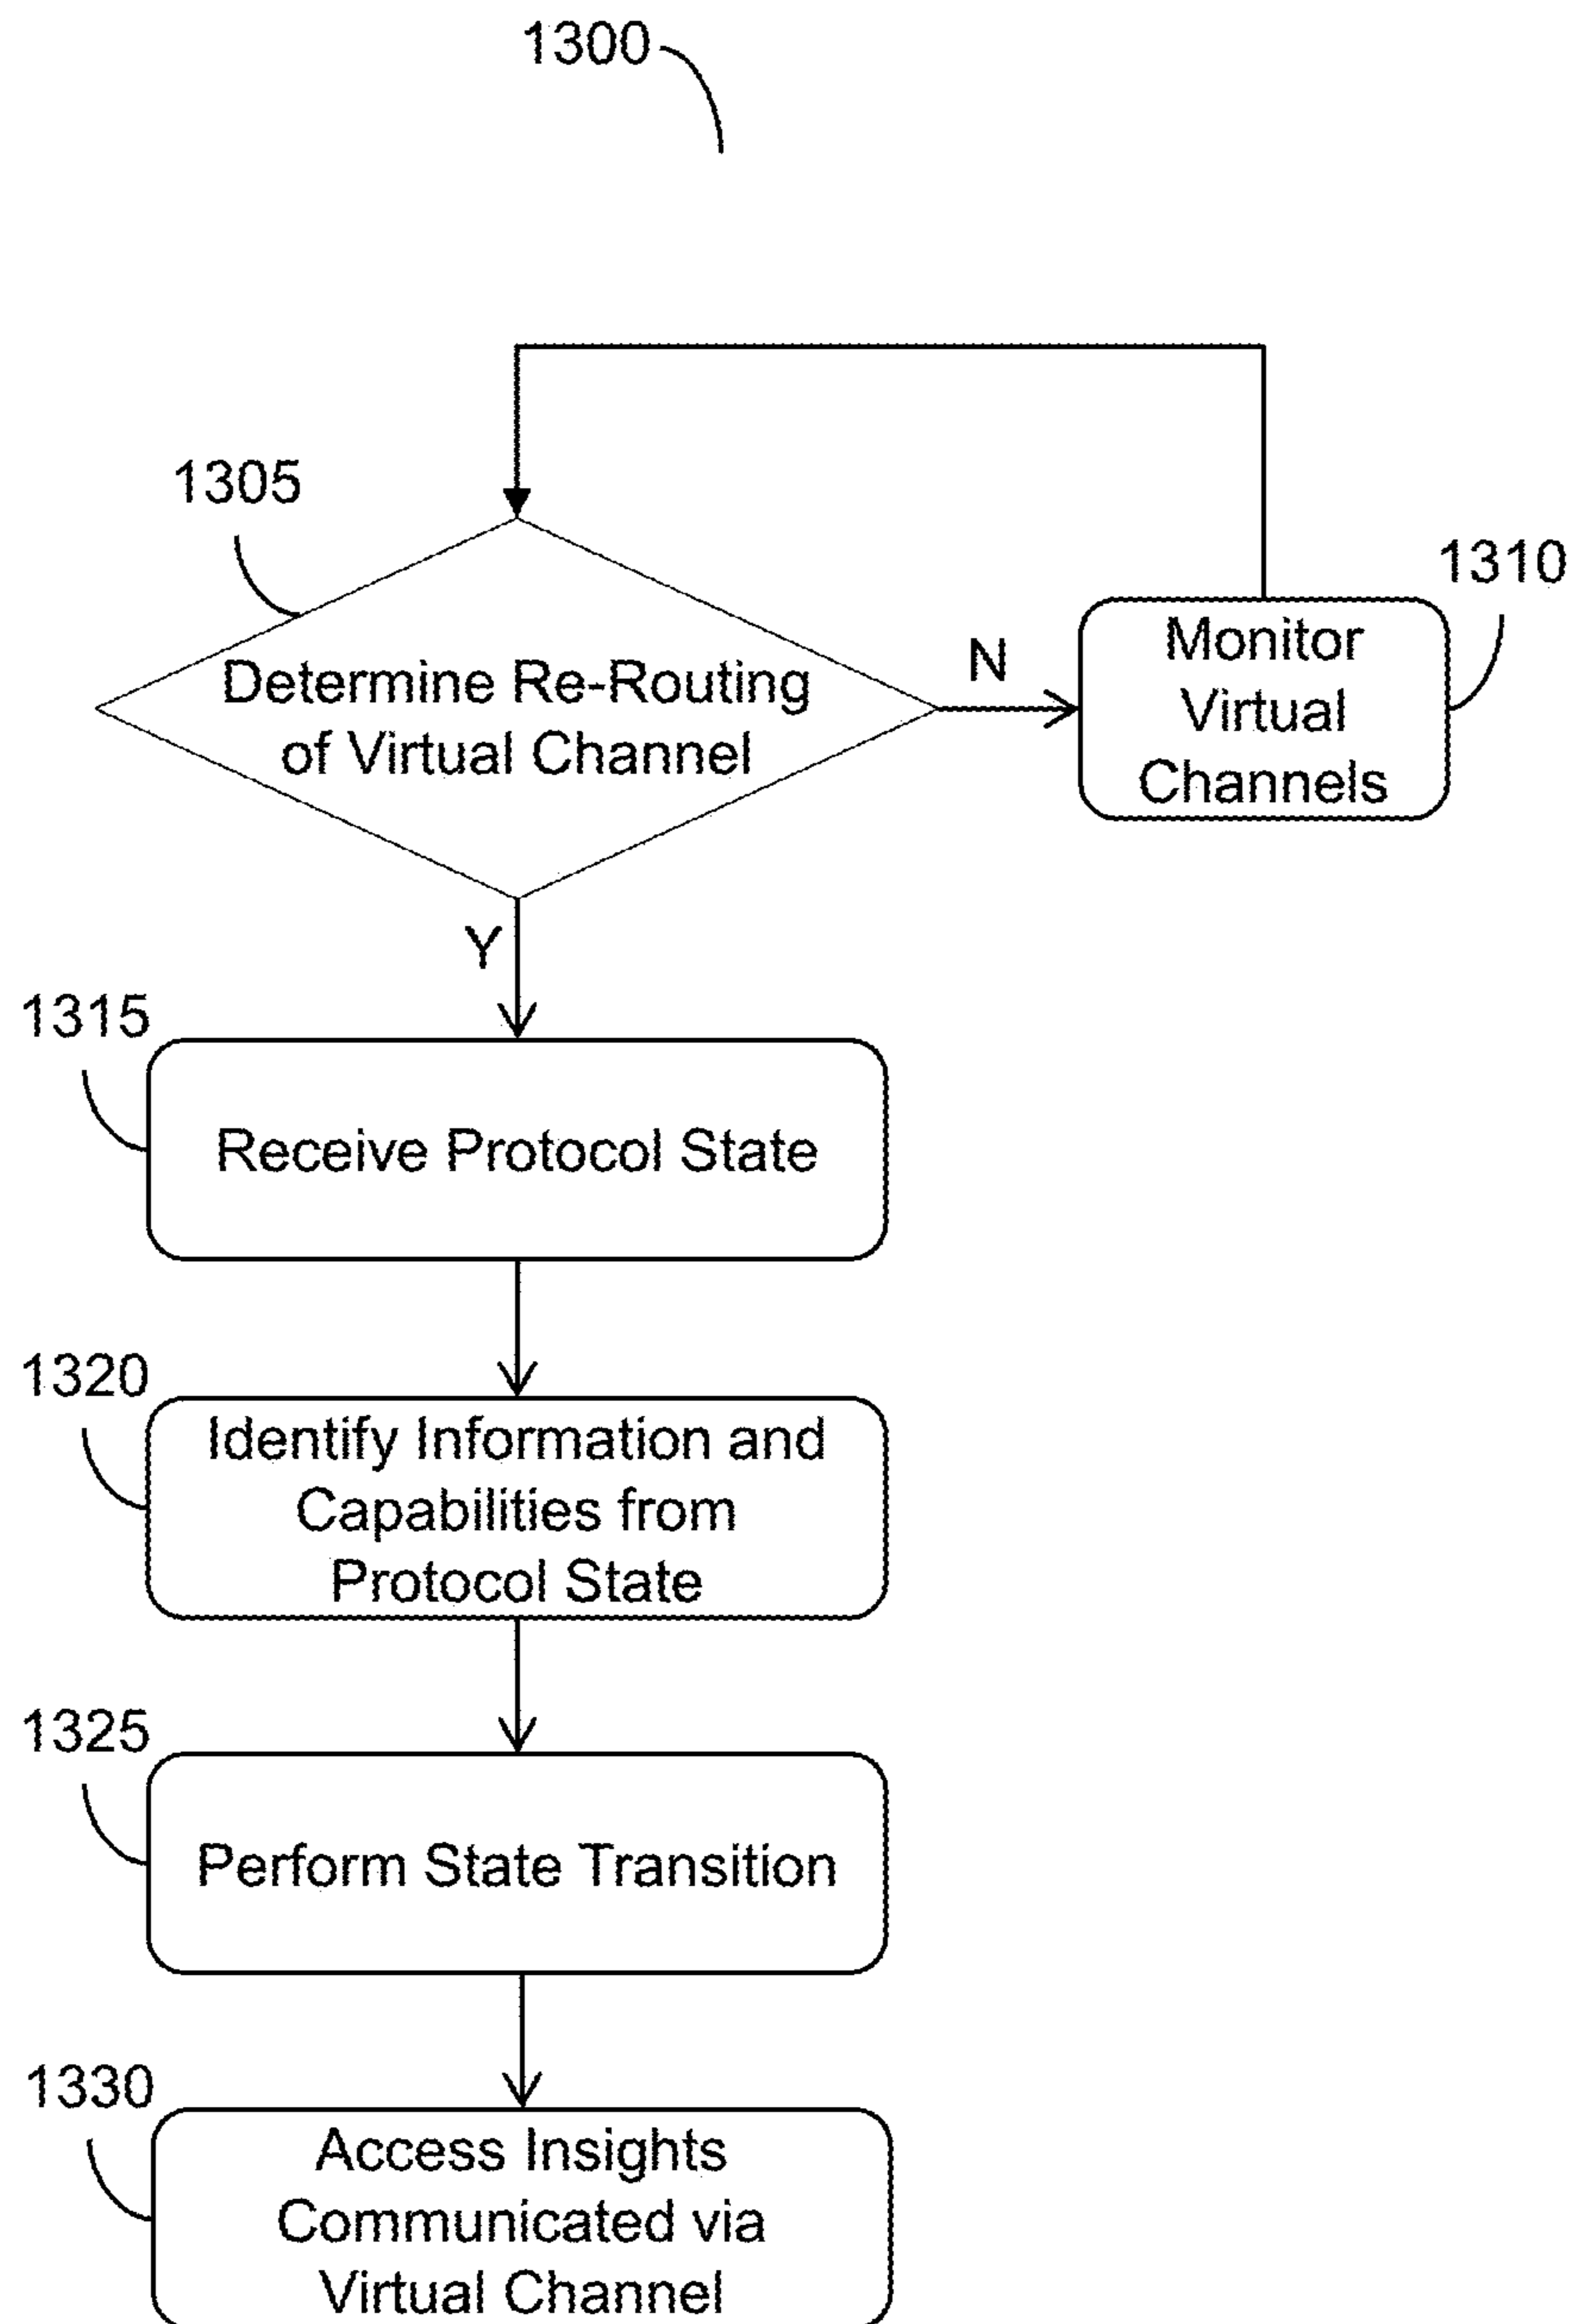 1300
1305
Determine Re-Routing
of Virtual Channel
N
1310
Monitor
Virtual
Channels
Y
1315
Receive Protocol State
1320
Identify Information and
Capabilities from
Protocol State
1325
Perform State Transition
1330
Access Insights
Communicated via
Virtual Channel